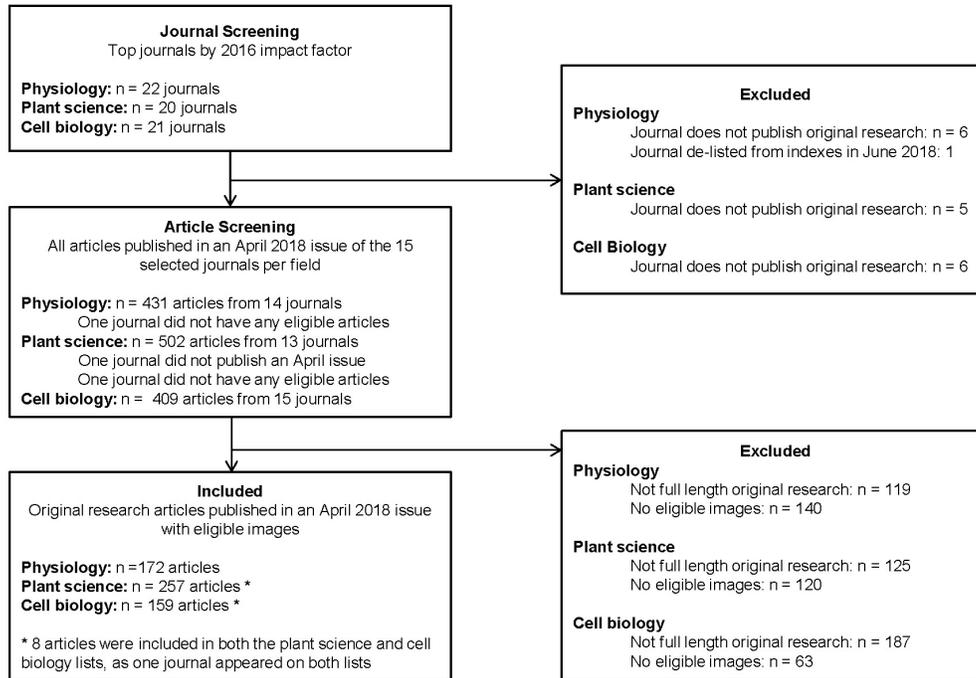 Journal Screening
Top journals by 2016 impact factor
Physiology: n = 22 journals
Plant science: n = 20 journals
Cell biology: n = 21 journals
Excluded
Physiology
Journal does not publish original research: n = 6
Journal de-listed from indexes in June 2018: 1
Plant science
Journal does not publish original research: n = 5
Cell Biology
Journal does not publish original research: n = 6
Article Screening
All articles published in an April 2018 issue of the 15
selected journals per field
Physiology: n = 431 articles from 14 journals
One journal did not have any eligible articles
Plant science: n = 502 articles from 13 journals
One journal did not publish an April issue
One journal did not have any eligible articles
Cell biology: n = 409 articles from 15 journals
Excluded
Physiology
Not full length original research: n = 119
No eligible images: n = 140
Plant science
Not full length original research: n = 125
No eligible images: n = 120
Cell biology
Not full length original research: n = 187
No eligible images: n = 63
Included
Original research articles published in an April 2018 issue
with eligible images
Physiology: n =172 articles
Plant science: n = 257 articles *
Cell biology: n = 159 articles *
* 8 articles were included in both the plant science and cell
biology lists, as one journal appeared on both lists